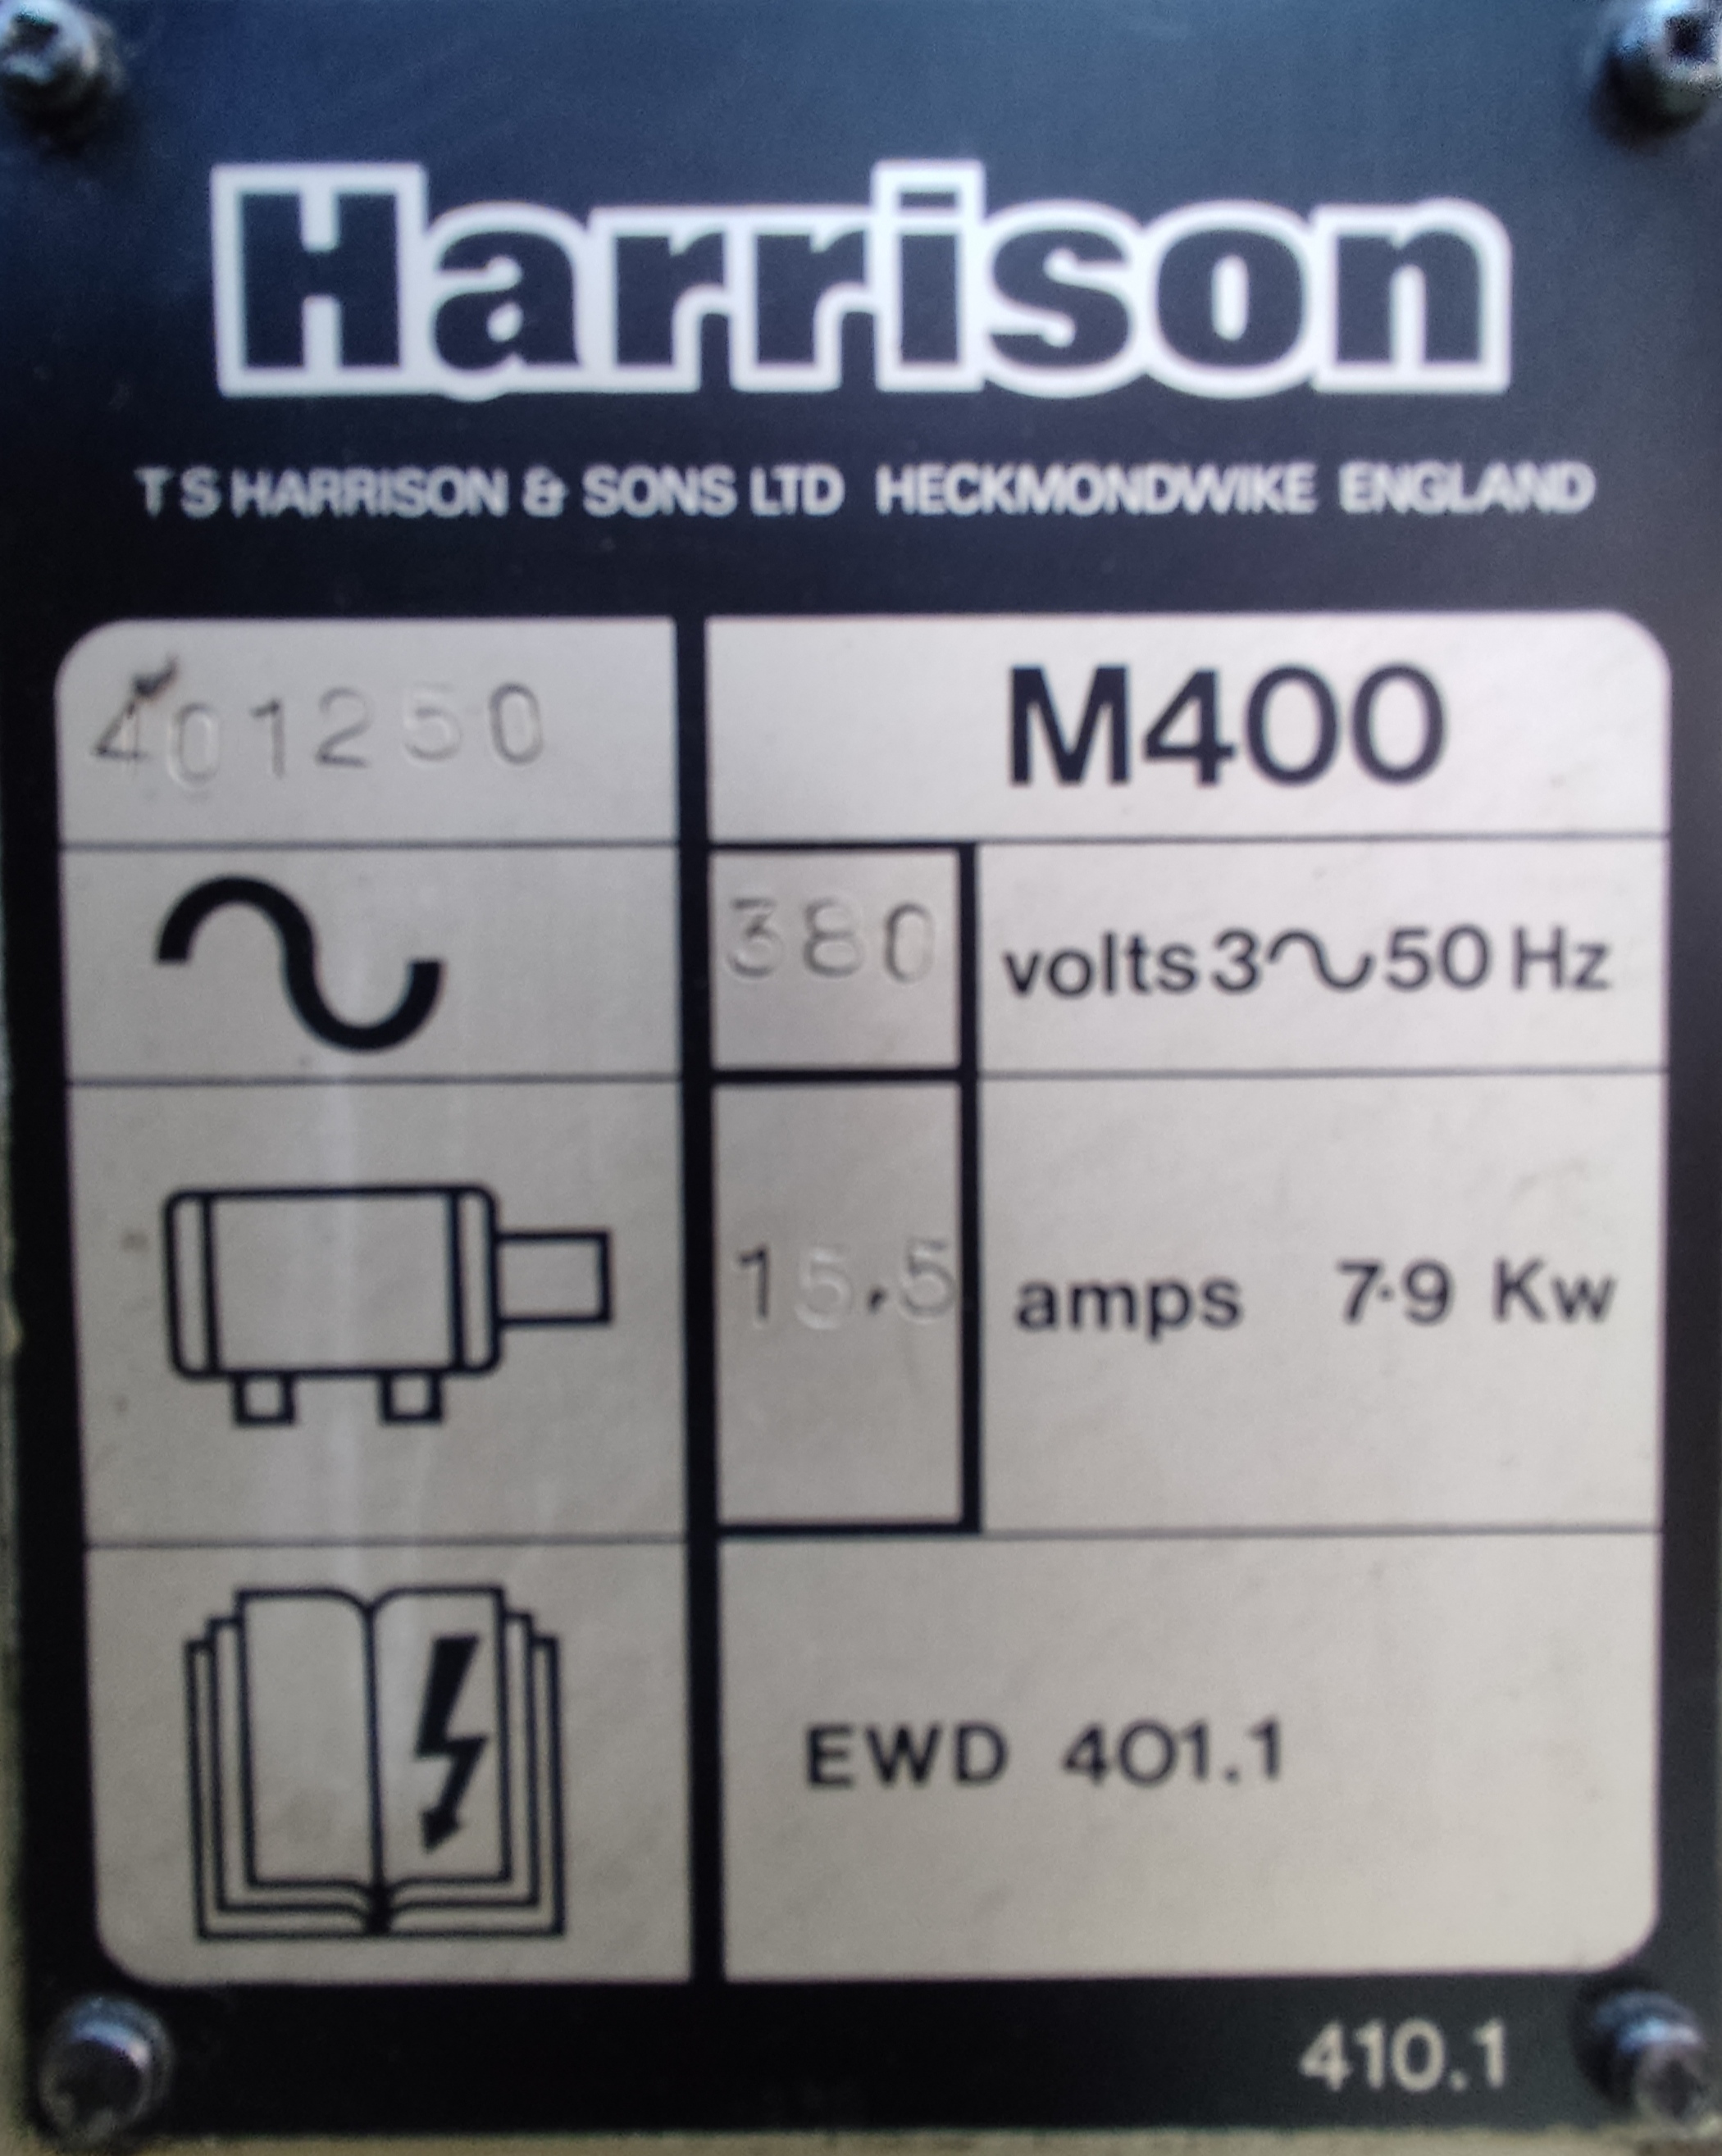 Harrison
T S HARRISON & SONS LTD HECKMONDWIKE ENGLAND
401250 M400
380 volts 3~50 Hz
15.5 amps 7·9 Kw
EWD 401.1
410.1